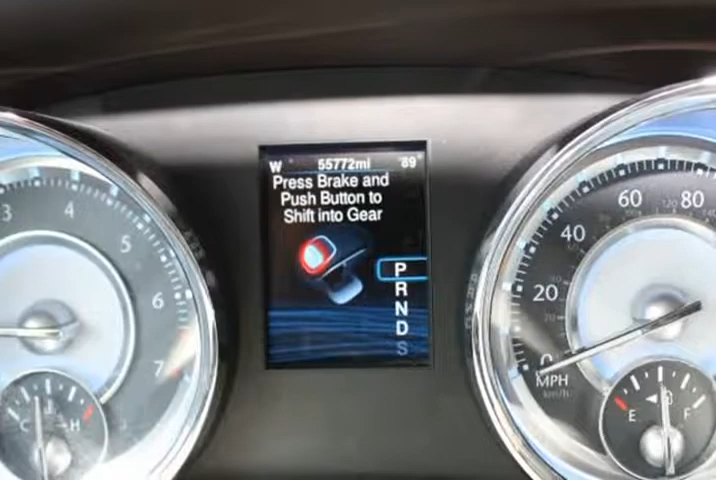 W 55772mi 89°
Press Brake and
Push Button to
Shift into Gear
P
R
N
D
S
3 4 5 6 7
C H
0 20 40 60 80
MPH
km/h
E F